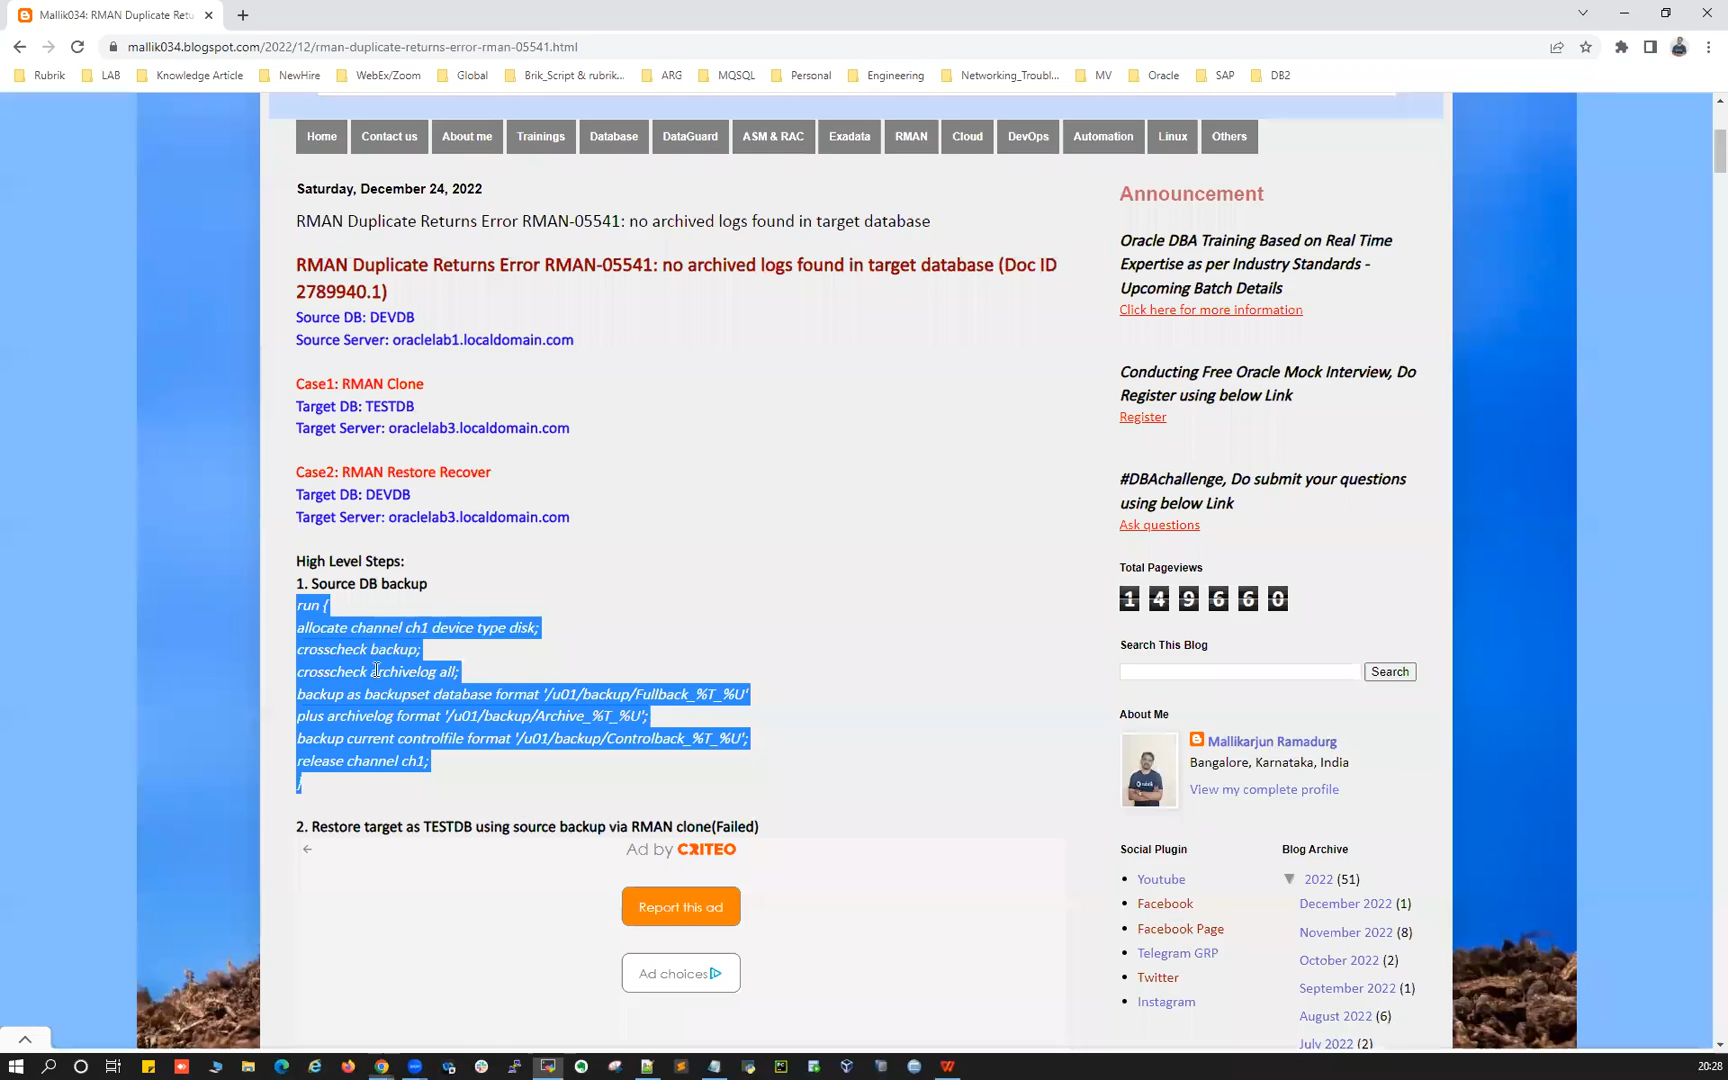 Mallik034: RMAN Duplicate Retu
mallik034.blogspot.com/2022/12/rman-duplicate-returns-error-rman-05541.html
Rubrik
LAB
Knowledge Article
NewHire
WebEx/Zoom
Global
Brik_Script & rubrik...
ARG
MQSQL
Personal
Engineering
Networking_Troubl...
MV
Oracle
SAP
DB2
Home
Contact us
About me
Trainings
Database
DataGuard
ASM & RAC
Exadata
RMAN
Cloud
DevOps
Automation
Linux
Others
Saturday, December 24, 2022
RMAN Duplicate Returns Error RMAN-05541: no archived logs found in target database
RMAN Duplicate Returns Error RMAN-05541: no archived logs found in target database (Doc ID
2789940.1)
Source DB: DEVDB
Source Server: oraclelab1.localdomain.com
Case1: RMAN Clone
Target DB: TESTDB
Target Server: oraclelab3.localdomain.com
Case2: RMAN Restore Recover
Target DB: DEVDB
Target Server: oraclelab3.localdomain.com
High Level Steps:
1. Source DB backup
run {
allocate channel ch1 device type disk;
crosscheck backup;
crosscheck archivelog all;
backup as backupset database format '/u01/backup/Fullback_%T_%U'
plus archivelog format '/u01/backup/Archive_%T_%U';
backup current controlfile format '/u01/backup/Controlback_%T_%U';
release channel ch1;
}
2. Restore target as TESTDB using source backup via RMAN clone(Failed)
Ad by CRITEO
Report this ad
Ad choices
Announcement
Oracle DBA Training Based on Real Time
Expertise as per Industry Standards -
Upcoming Batch Details
Click here for more information
Conducting Free Oracle Mock Interview, Do
Register using below Link
Register
#DBAchallenge, Do submit your questions
using below Link
Ask questions
Total Pageviews
149660
Search This Blog
Search
About Me
Mallikarjun Ramadurg
Bangalore, Karnataka, India
View my complete profile
Social Plugin
Youtube
Facebook
Facebook Page
Telegram GRP
Twitter
Instagram
Blog Archive
2022 (51)
December 2022 (1)
November 2022 (8)
October 2022 (2)
September 2022 (1)
August 2022 (6)
July 2022 (2)
20:28